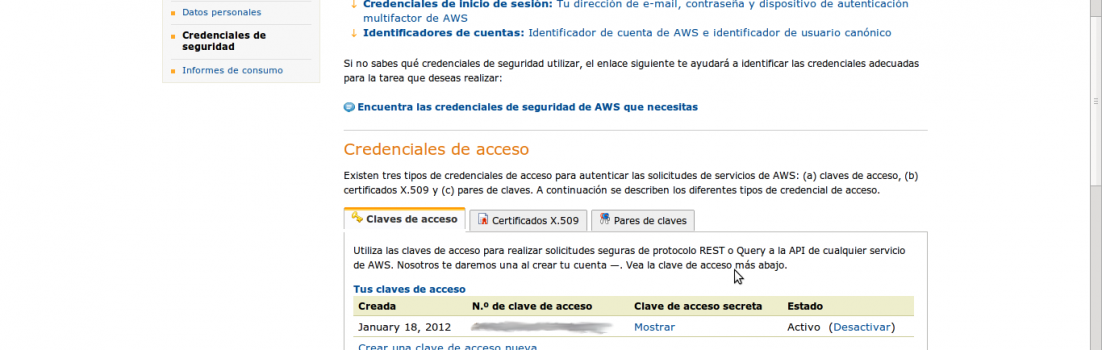 Datos personales
Credenciales de
seguridad
Informes de consumo
Credenciales de inicio de sesión: Tu dirección de e-mail, contraseña y dispositivo de autenticación
multifactor de AWS
Identificadores de cuentas: Identificador de cuenta de AWS e identificador de usuario canónico
Si no sabes qué credenciales de seguridad utilizar, el enlace siguiente te ayudará a identificar las credenciales adecuadas
para la tarea que deseas realizar:
Encuentra las credenciales de seguridad de AWS que necesitas
Credenciales de acceso
Existen tres tipos de credenciales de acceso para autenticar las solicitudes de servicios de AWS: (a) claves de acceso, (b)
certificados X.509 y (c) pares de claves. A continuación se describen los diferentes tipos de credencial de acceso.
Claves de acceso Certificados X.509 Pares de claves
Utiliza las claves de acceso para realizar solicitudes seguras de protocolo REST o Query a la API de cualquier servicio
de AWS. Nosotros te daremos una al crear tu cuenta —. Vea la clave de acceso más abajo.
Tus claves de acceso
Creada N.º de clave de acceso Clave de acceso secreta Estado
January 18, 2012 Mostrar Activo (Desactivar)
Crear una clave de acceso nueva